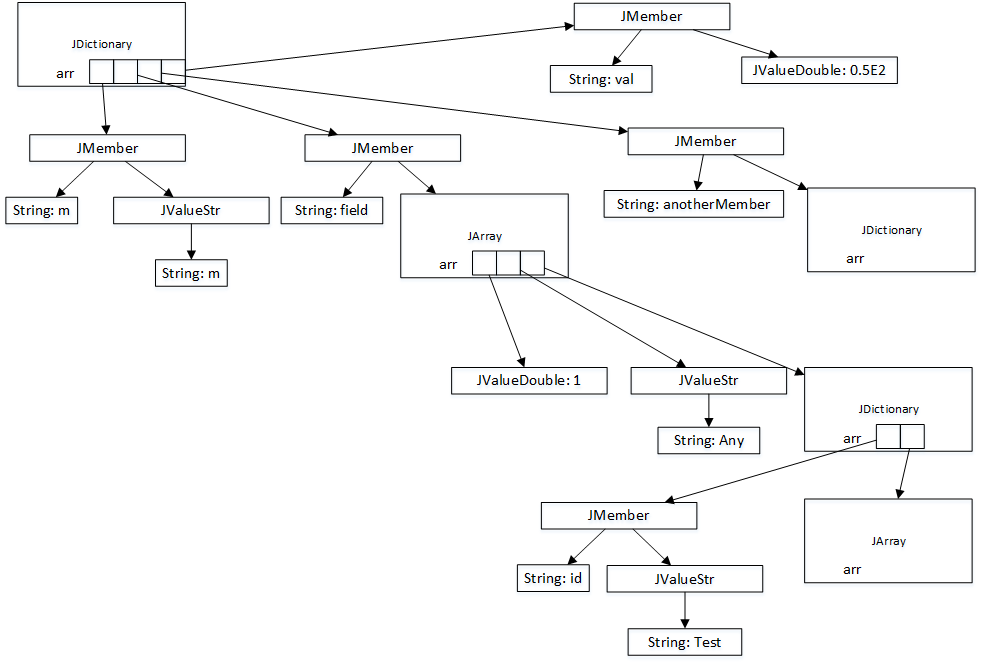 JMember
JDictionary
arr
String: val
JValueDouble: 0.5E2
JMember
JMember
JMember
String: m
JValueStr
String: field
String: anotherMember
JDictionary
arr
JArray
arr
String: m
JValueDouble: 1
JValueStr
JDictionary
arr
String: Any
JMember
JArray
arr
String: id
JValueStr
String: Test